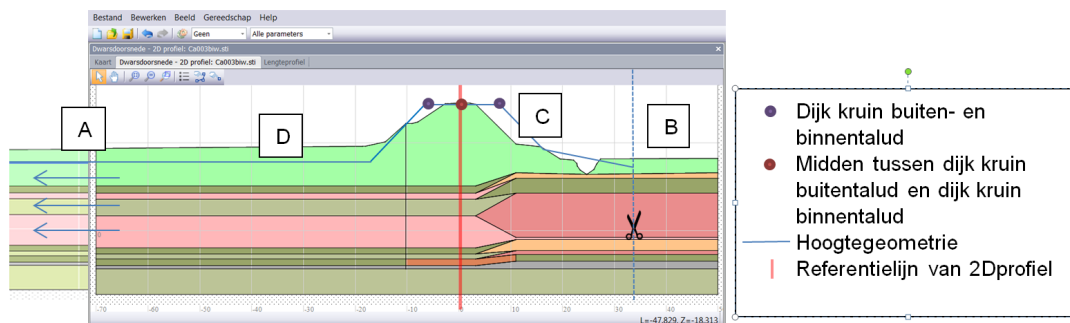 Bestand Bewerken Beeld Gereedschap Help
Geen Alle parameters
Dwarsdoorsnede - 2D profiel: Ca003biw.sti
Kaart Dwarsdoorsnede - 2D profiel: Ca003biw.sti Lengteprofiel
A
D
C
B
0
-70 -60 -50 -40 -30 -20 -10 0 10 20 30 40 50
L=-47.829, Z=-18.313
Dijk kruin buiten- en
binnentalud
Midden tussen dijk kruin
buitentalud en dijk kruin
binnentalud
Hoogtegeometrie
Referentielijn van 2Dprofiel